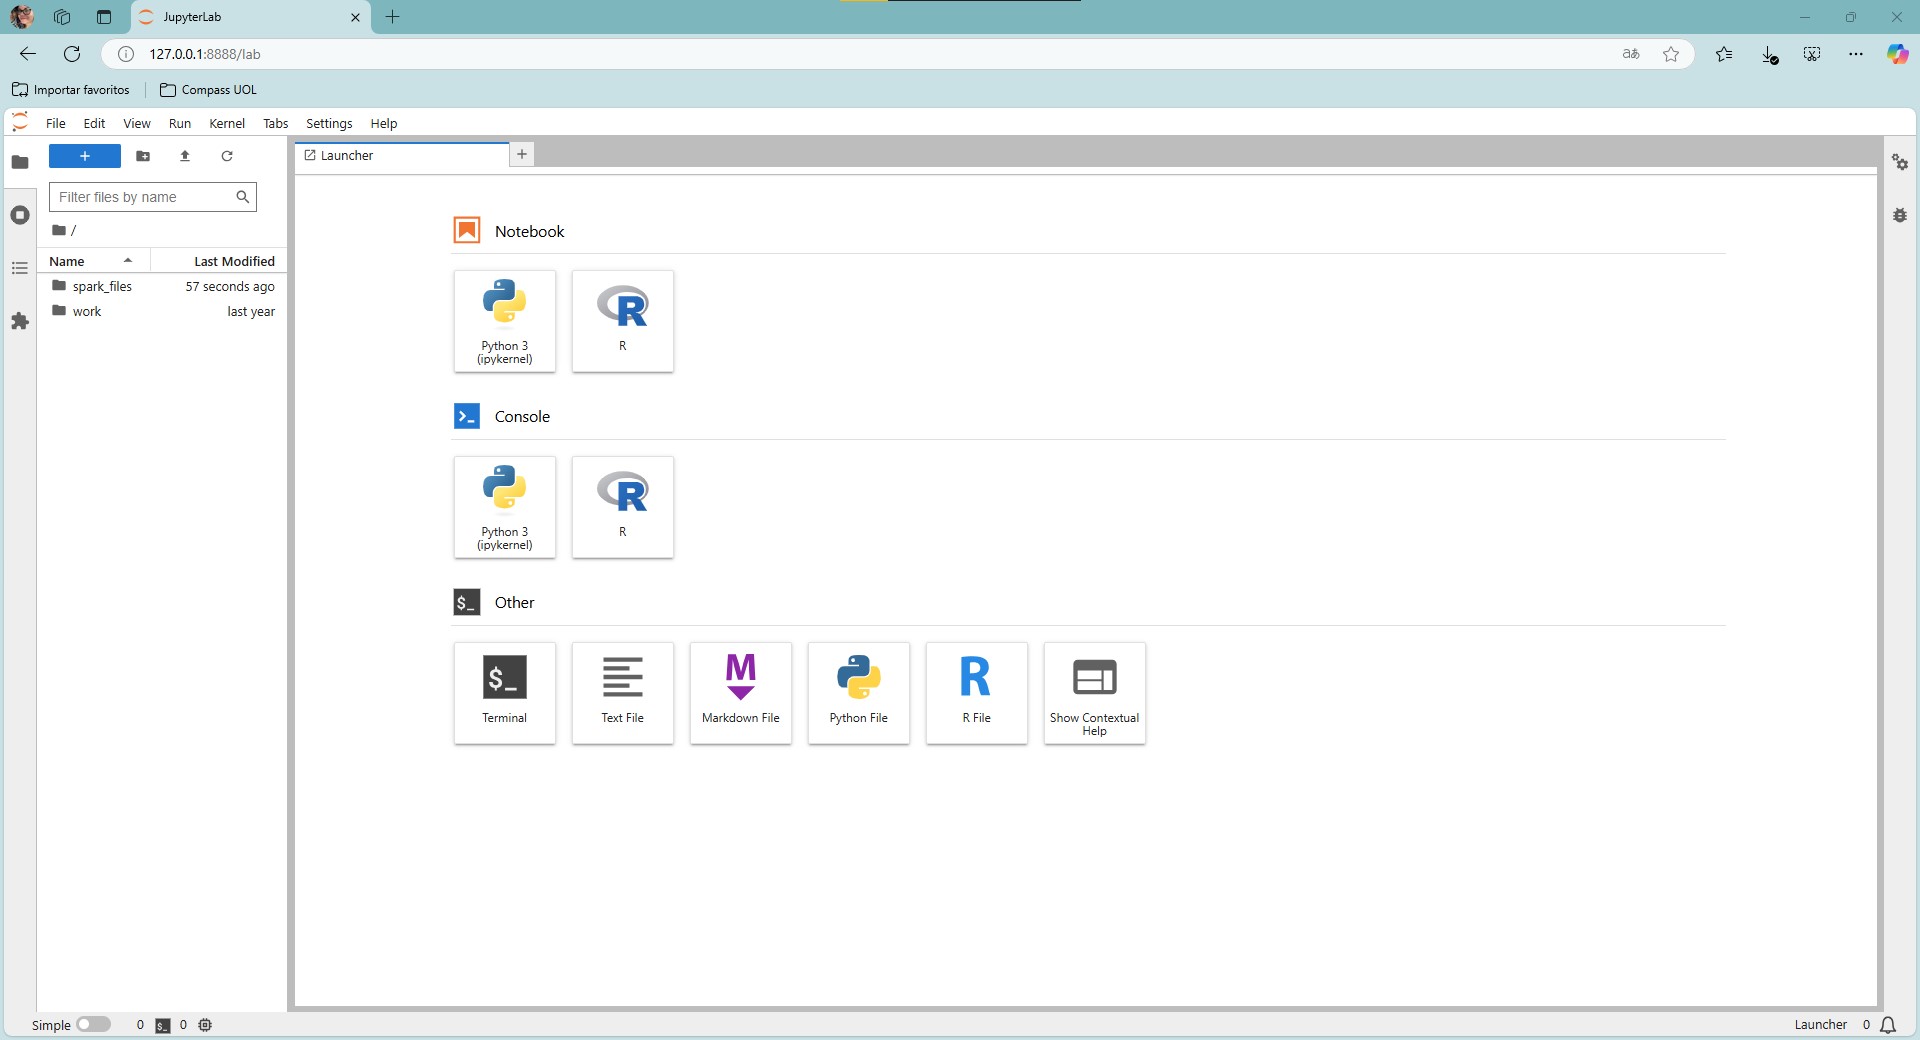 JupyterLab
127.0.0.1:8888/lab
aあ
Importar favoritos
Compass UOL
File Edit View Run Kernel Tabs Settings Help
+
Launcher
+
Filter files by name
/
Name Last Modified
spark_files 57 seconds ago
work last year
Notebook
Python 3
(ipykernel)
R
R
>_ Console
Python 3
(ipykernel)
R
R
$_ Other
$_
Terminal
Text File
M
Markdown File
Python File
R
R File
Show Contextual
Help
Simple 0 $_ 0
Launcher 0